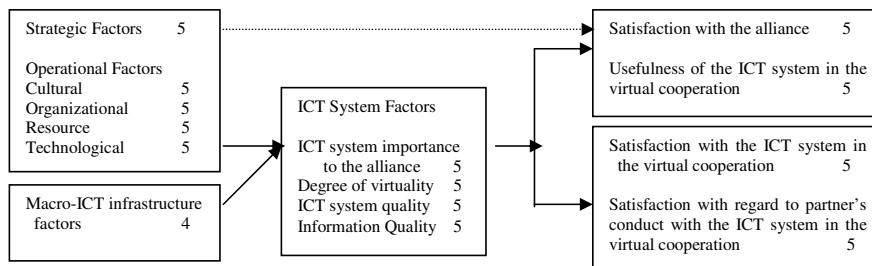 Strategic Factors 5
Operational Factors
Cultural 5
Organizational 5
Resource 5
Technological 5
Macro-ICT infrastructure
factors 4
ICT System Factors
ICT system importance
to the alliance 5
Degree of virtuality 5
ICT system quality 5
Information Quality 5
Satisfaction with the alliance 5
Usefulness of the ICT system in the
virtual cooperation 5
Satisfaction with the ICT system in
the virtual cooperation 5
Satisfaction with regard to partner's
conduct with the ICT system in the
virtual cooperation 5